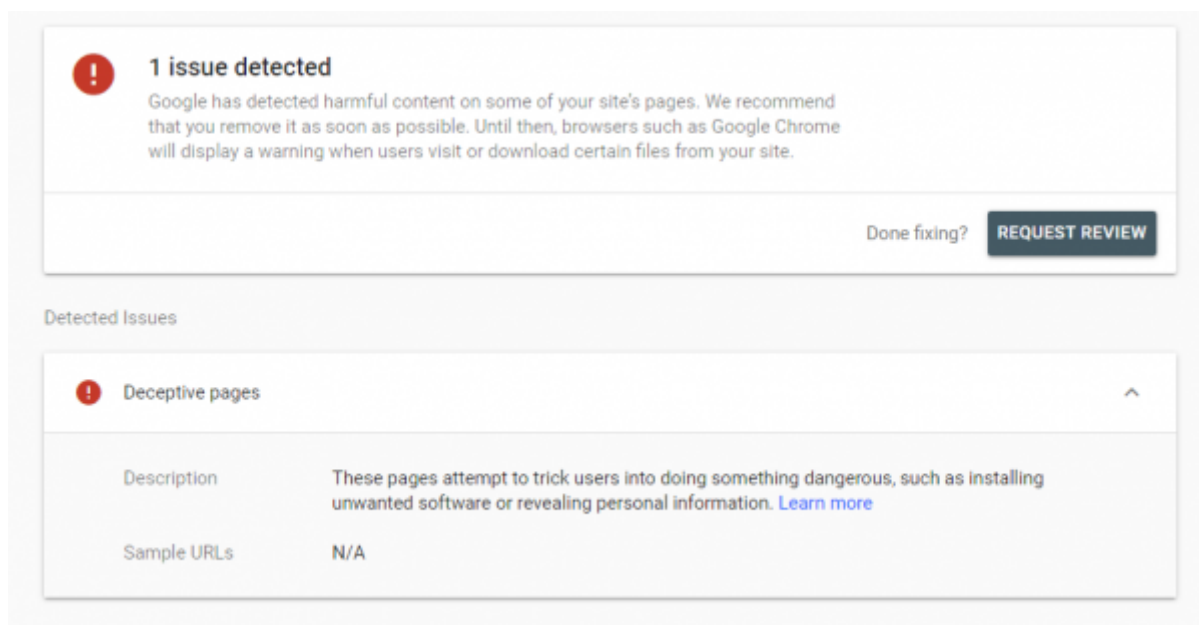 1 issue detected
Google has detected harmful content on some of your site's pages. We recommend
that you remove it as soon as possible. Until then, browsers such as Google Chrome
will display a warning when users visit or download certain files from your site.
Done fixing? REQUEST REVIEW
Detected Issues
Deceptive pages
Description These pages attempt to trick users into doing something dangerous, such as installing
unwanted software or revealing personal information. Learn more
Sample URLs N/A